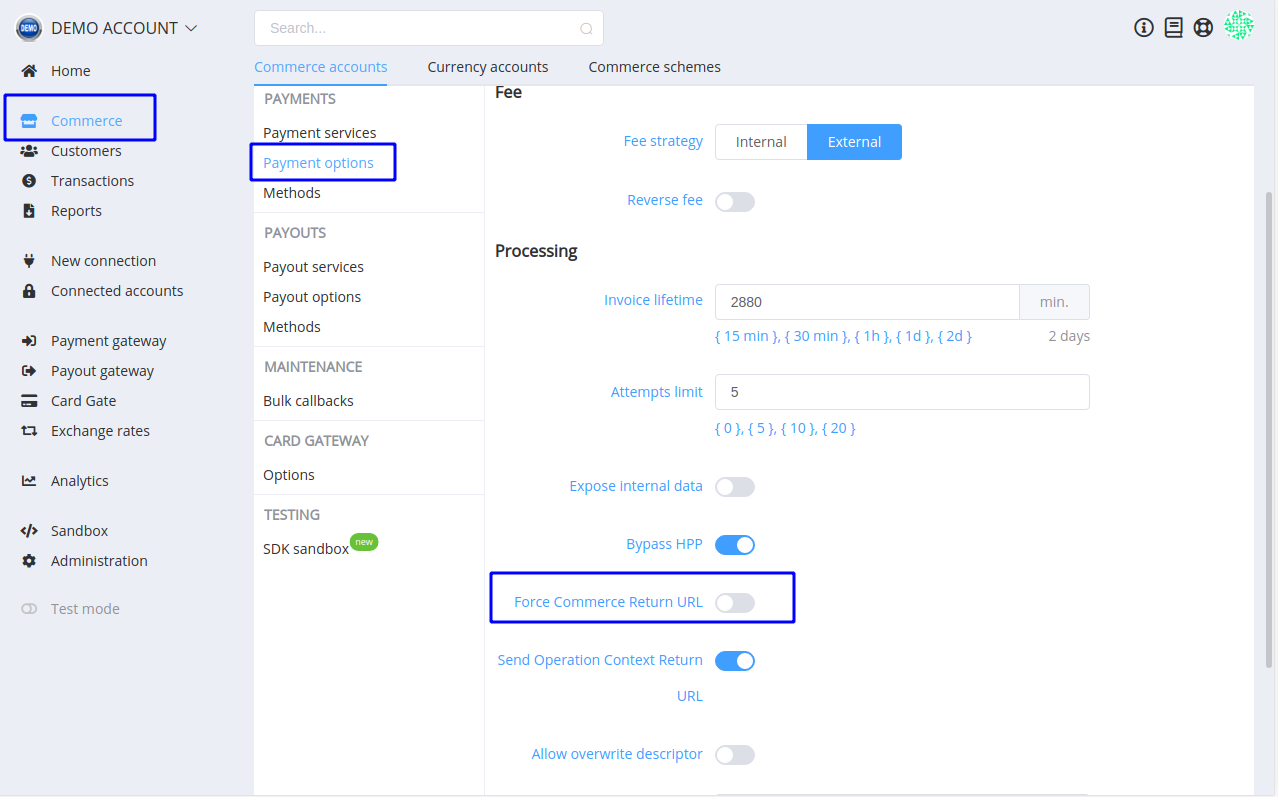 DEMO
DEMO ACCOUNT
Search...
Home
Commerce
Customers
Transactions
Reports
New connection
Connected accounts
Payment gateway
Payout gateway
Card Gate
Exchange rates
Analytics
Sandbox
Administration
Test mode
Commerce accounts
Currency accounts
Commerce schemes
PAYMENTS
Payment services
Payment options
Methods
PAYOUTS
Payout services
Payout options
Methods
MAINTENANCE
Bulk callbacks
CARD GATEWAY
Options
TESTING
SDK sandbox new
Fee
Fee strategy Internal External
Reverse fee
Processing
Invoice lifetime 2880 min.
{ 15 min }, { 30 min }, { 1h }, { 1d }, { 2d } 2 days
Attempts limit 5
{ 0 }, { 5 }, { 10 }, { 20 }
Expose internal data
Bypass HPP
Force Commerce Return URL
Send Operation Context Return
URL
Allow overwrite descriptor